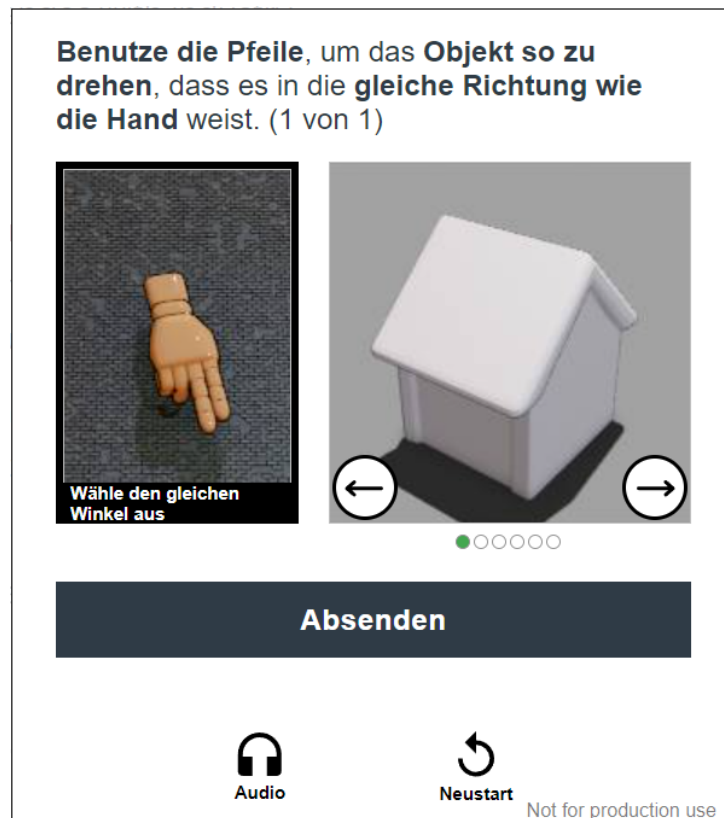 Benutze die Pfeile, um das Objekt so zu
drehen, dass es in die gleiche Richtung wie
die Hand weist. (1 von 1)
Wähle den gleichen
Winkel aus
Absenden
Audio
Neustart
Not for production use